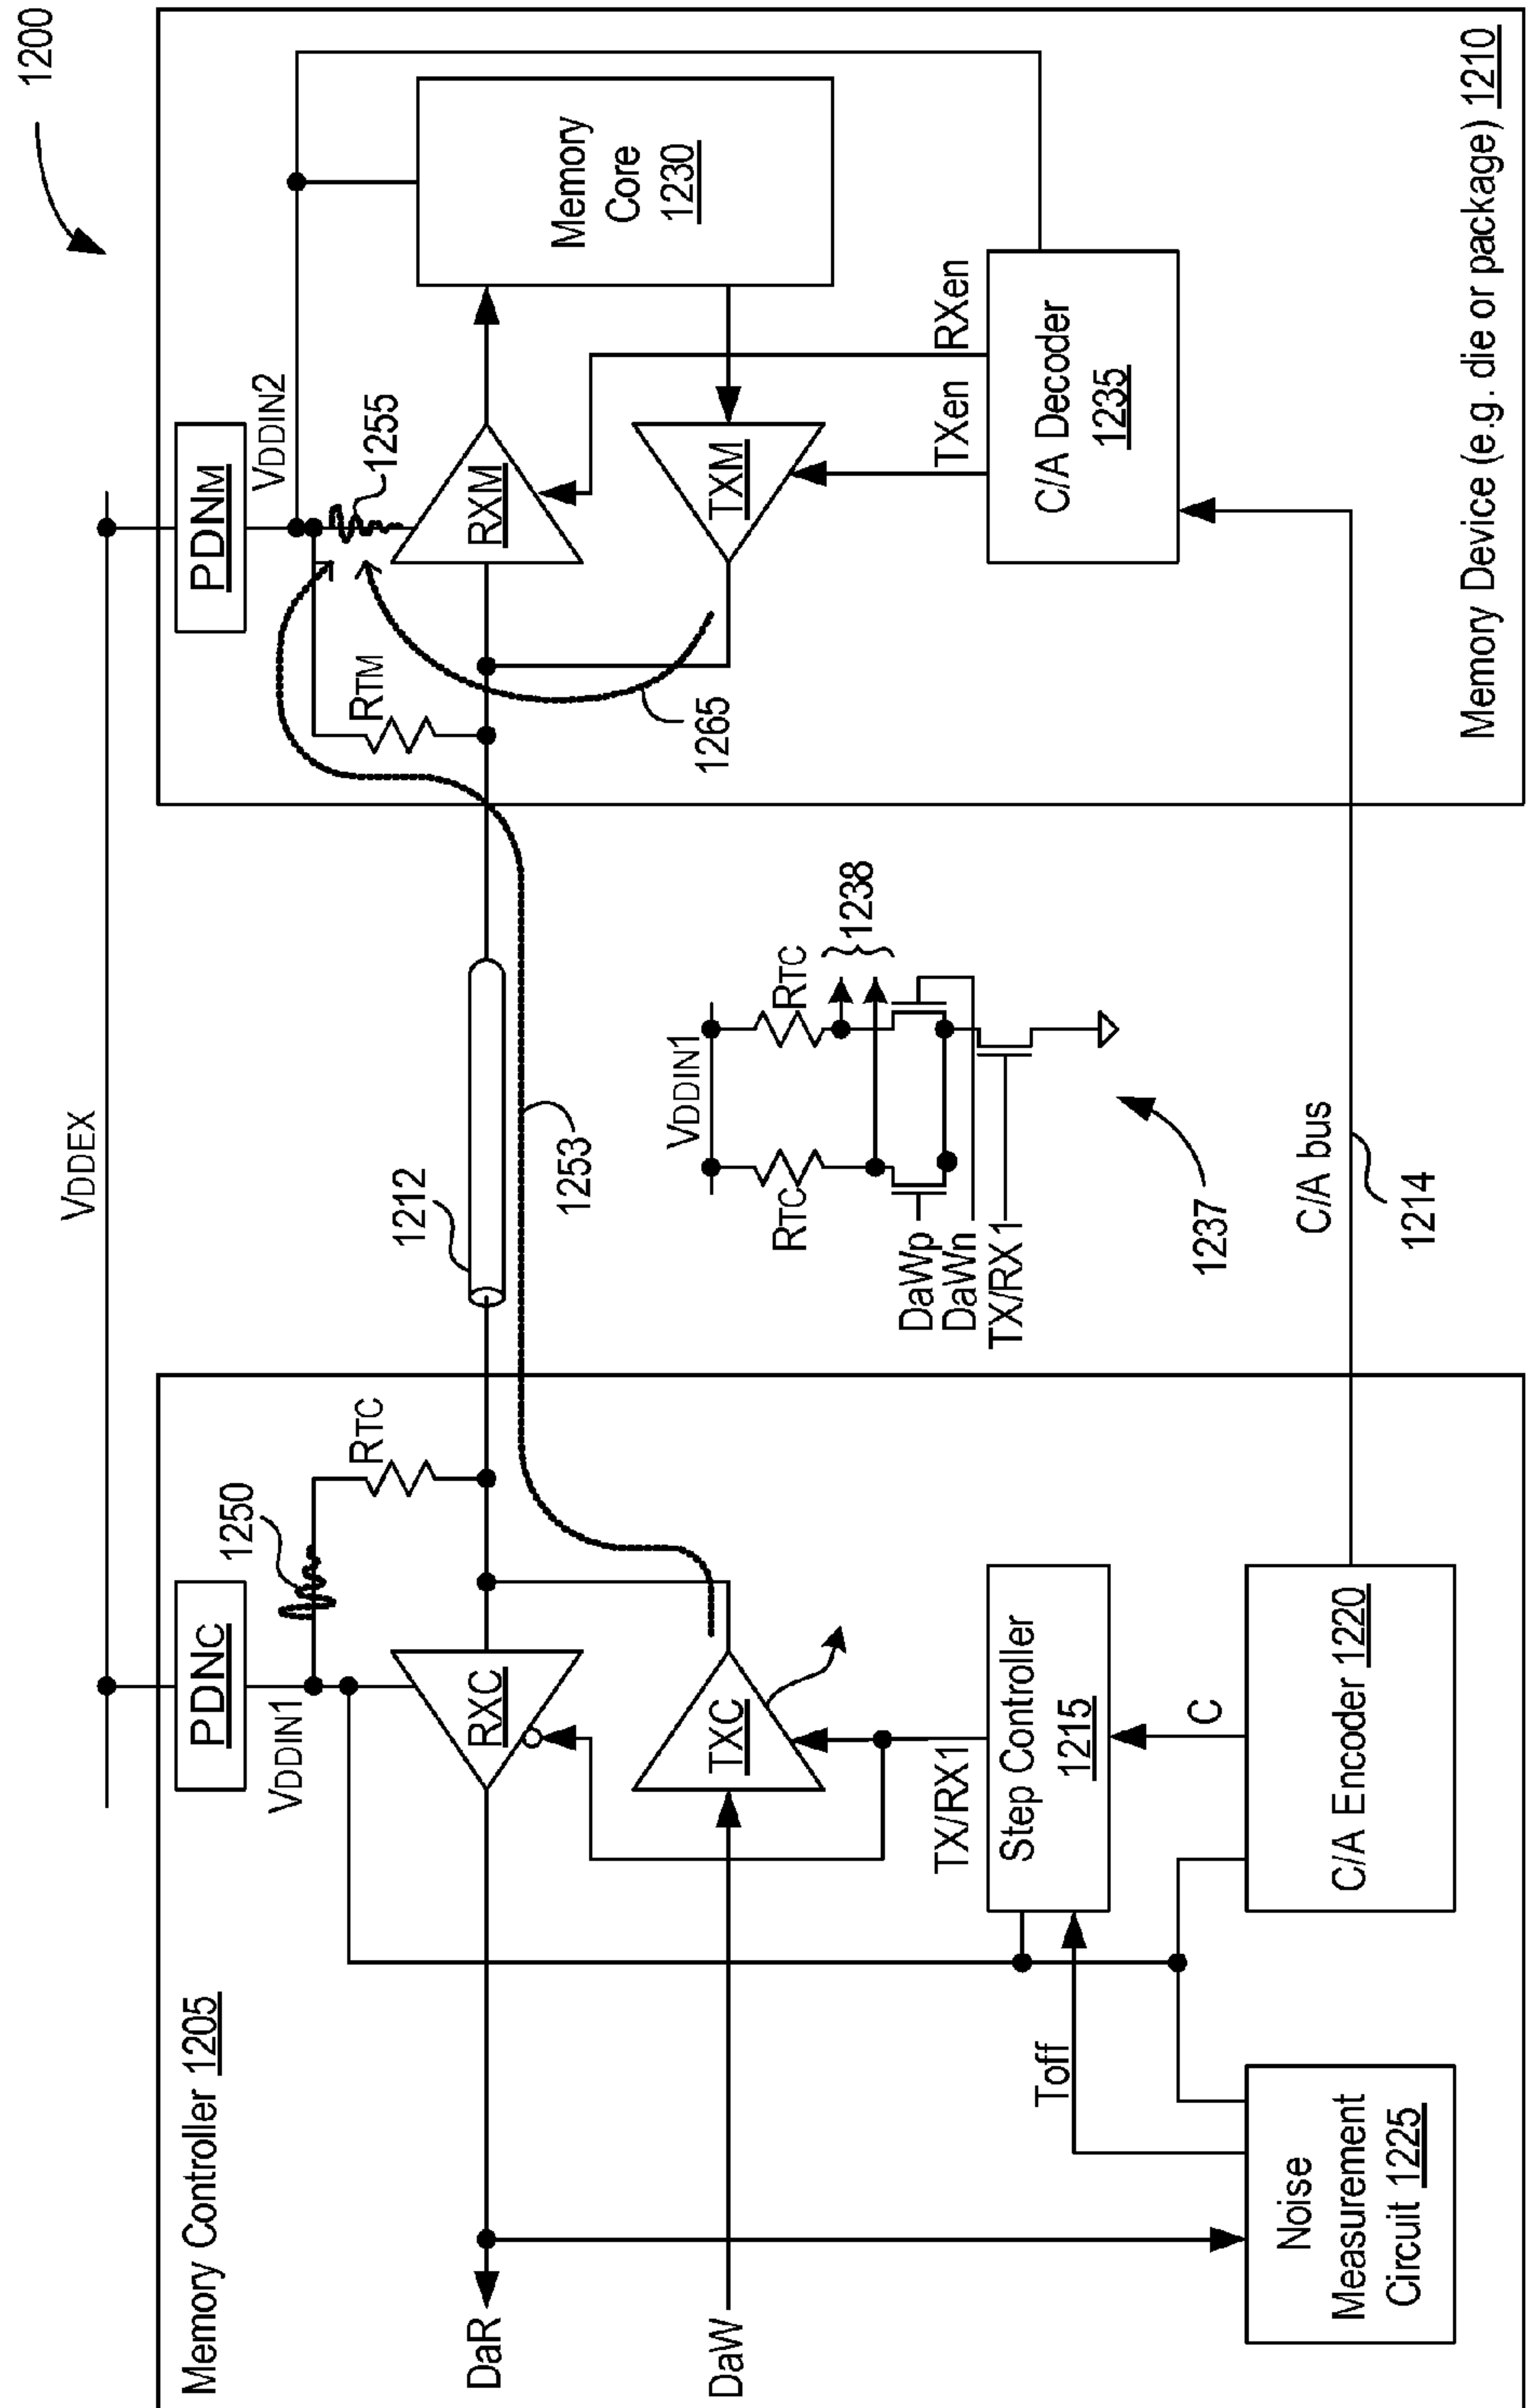 1200
VDDEX
Memory Controller 1205
PDNC
VDDIN1
1250
RTC
RXC
DaR
TXC
DaW
TX/RX1
Step Controller
1215
Toff
C
Noise
Measurement
Circuit 1225
C/A Encoder 1220
1212
1253
VDDIN1
RTC
RTC
1238
DaWp
DaWn
TX/RX1
1237
C/A bus
1214
PDNM
VDDIN2
1255
RTM
RXM
1265
TXM
Memory
Core
1230
TXen
RXen
C/A Decoder
1235
Memory Device (e.g. die or package) 1210